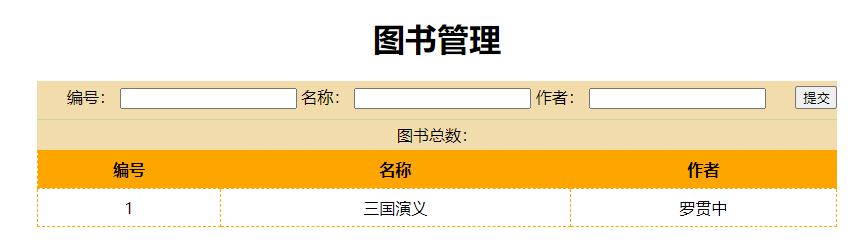 图书管理
编号： 名称： 作者： 提交
图书总数：
编号 名称 作者
1 三国演义 罗贯中